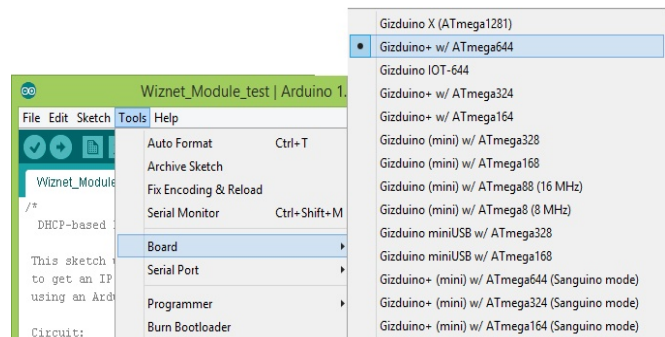 Wiznet_Module_test | Arduino 1.
File Edit Sketch Tools Help
Wiznet_Module
/*
DHCP-based
This sketch
to get an IP
using an
Circuit:
Auto Format Ctrl+T
Archive Sketch
Fix Encoding & Reload
Serial Monitor Ctrl+Shift+M
Board
Serial Port
Programmer
Burn Bootloader
Gizduino X (ATmega1281)
Gizduino+ w/ ATmega644
Gizduino IOT-644
Gizduino+ w/ ATmega324
Gizduino+ w/ ATmega164
Gizduino (mini) w/ ATmega328
Gizduino (mini) w/ ATmega168
Gizduino (mini) w/ ATmega88 (16 MHz)
Gizduino (mini) w/ ATmega8 (8 MHz)
Gizduino miniUSB w/ ATmega328
Gizduino miniUSB w/ ATmega168
Gizduino+ (mini) w/ ATmega644 (Sanguino mode)
Gizduino+ (mini) w/ ATmega324 (Sanguino mode)
Gizduino+ (mini) w/ ATmega164 (Sanguino mode)